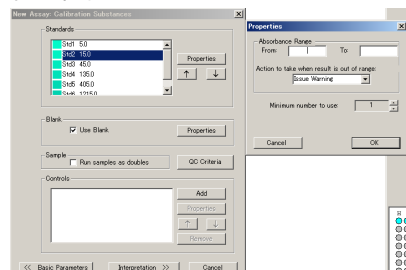 New Assay: Calibration Substances
Standards
Std1 5.0
Std2 15.0
Std3 45.0
Std4 135.0
Std5 405.0
Std6 1215.0
Properties
Blank
Use Blank
Properties
Sample
Run samples as doubles
QC Criteria
Controls
Add
Properties
Remove
<< Basic Parameters
Interpretation >>
Cancel
Properties
Absorbance Range
From:
To:
Action to take when result is out of range:
Issue Warning
Minimum number to use:
1
Cancel
OK
H